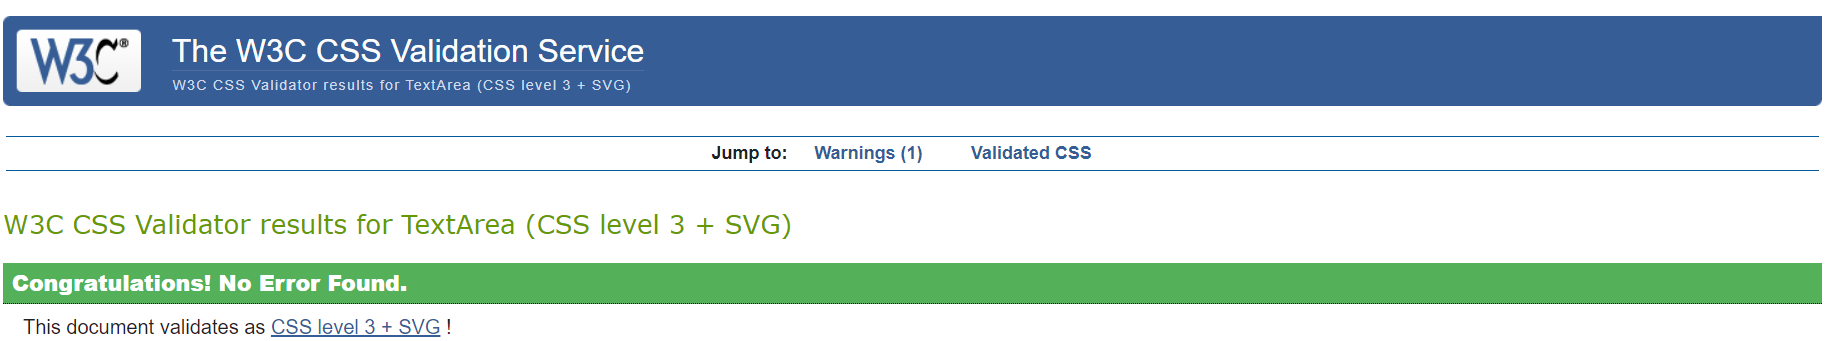 W3C®
The W3C CSS Validation Service
W3C CSS Validator results for TextArea (CSS level 3 + SVG)
Jump to: Warnings (1) Validated CSS
W3C CSS Validator results for TextArea (CSS level 3 + SVG)
Congratulations! No Error Found.
This document validates as CSS level 3 + SVG !